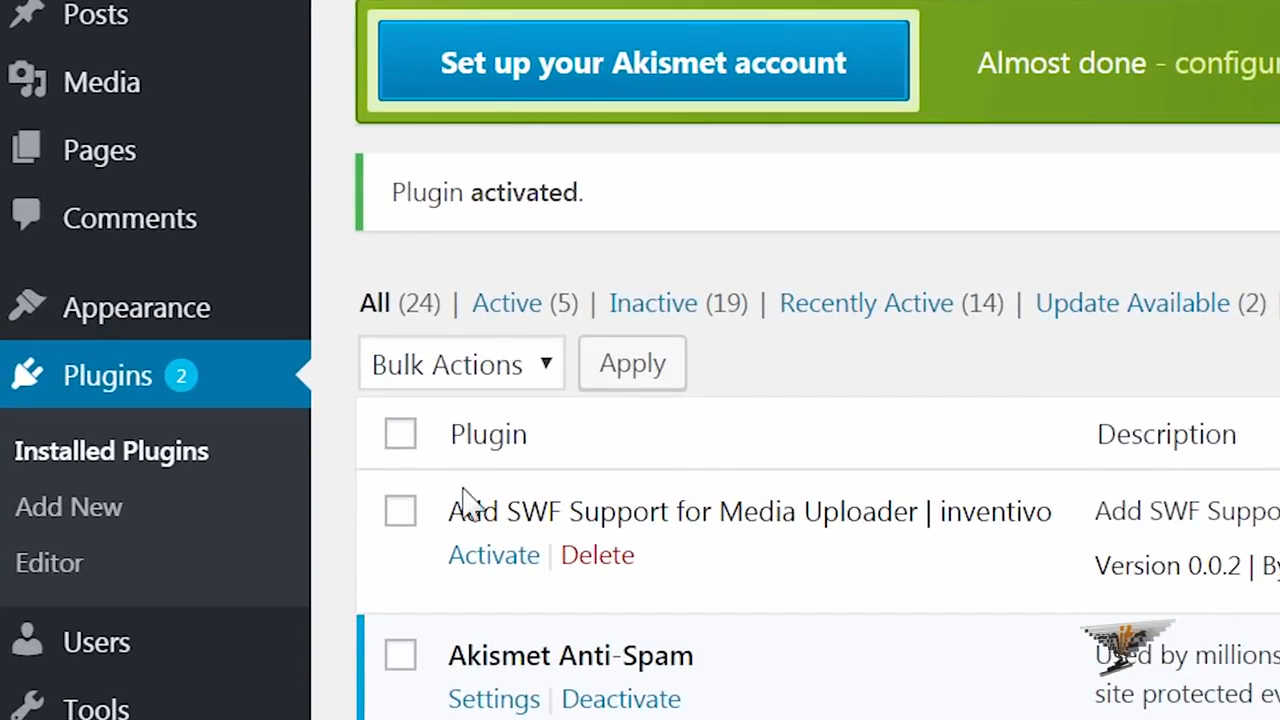 Posts
Media
Pages
Comments
Appearance
Plugins 2
Installed Plugins
Add New
Editor
Users
Tools
Set up your Akismet account
Almost done - configur
Plugin activated.
All (24) | Active (5) | Inactive (19) | Recently Active (14) | Update Available (2)
Bulk Actions ▼ Apply
Plugin Description
Add SWF Support for Media Uploader | inventivo Add SWF Suppo
Activate | Delete Version 0.0.2 | By
Akismet Anti-Spam Used by millions
Settings | Deactivate site protected ev